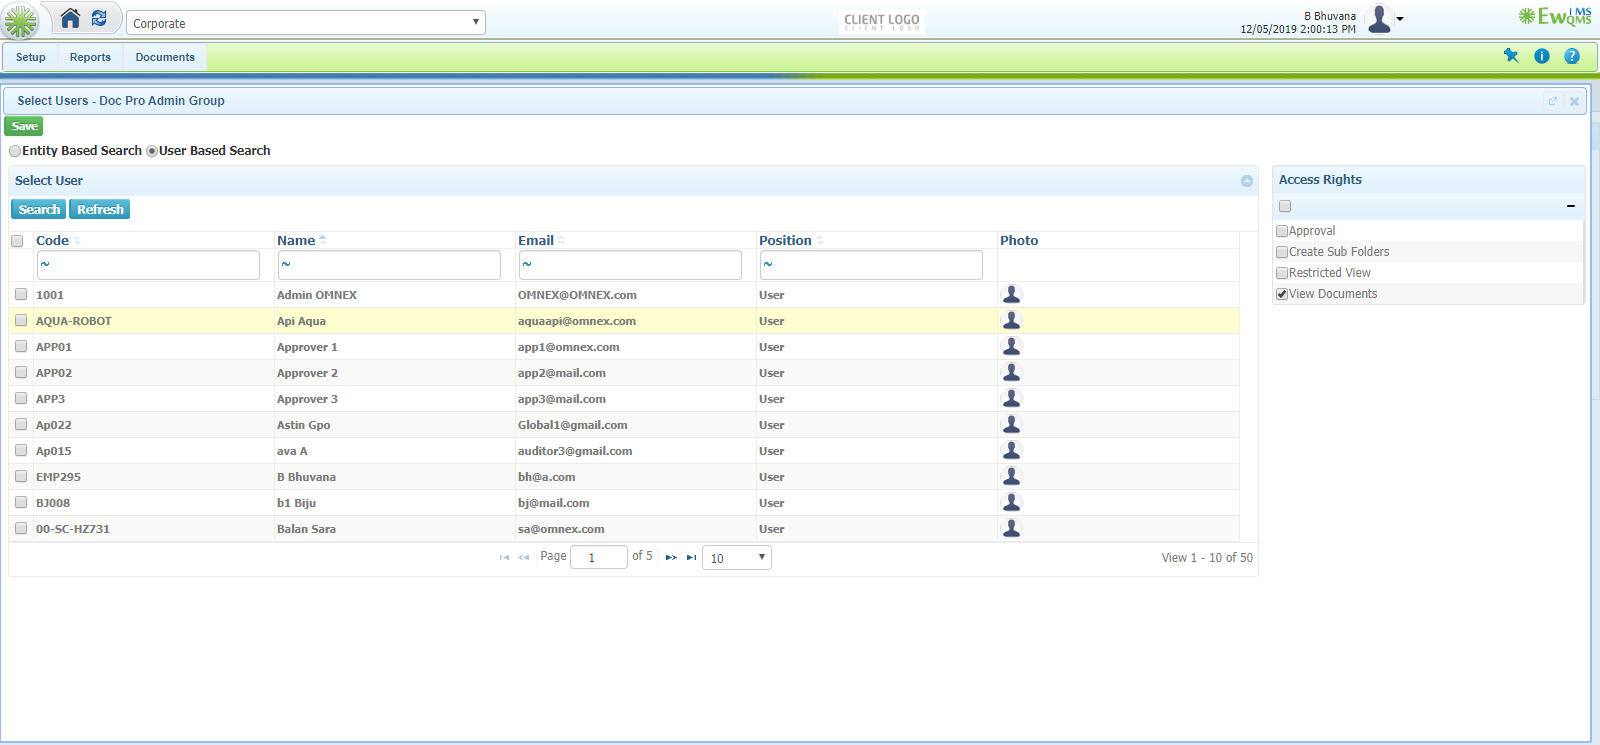 Corporate
CLIENT LOGO
CLIENT LOGO
B Bhuvana
12/05/2019 2:00:13 PM
EwQIMS
QMS
Setup Reports Documents
Select Users - Doc Pro Admin Group
Save
Entity Based Search User Based Search
Select User
Search Refresh
Code Name Email Position Photo
~ ~ ~ ~
1001 Admin OMNEX OMNEX@OMNEX.com User
AQUA-ROBOT Api Aqua aquaapi@omnex.com User
APP01 Approver 1 app1@omnex.com User
APP02 Approver 2 app2@mail.com User
APP3 Approver 3 app3@mail.com User
Ap022 Astin Gpo Global1@gmail.com User
Ap015 ava A auditor3@gmail.com User
EMP295 B Bhuvana bh@a.com User
BJ008 b1 Biju bj@mail.com User
00-SC-HZ731 Balan Sara sa@omnex.com User
Page 1 of 5 10 View 1 - 10 of 50
Access Rights
Approval
Create Sub Folders
Restricted View
View Documents